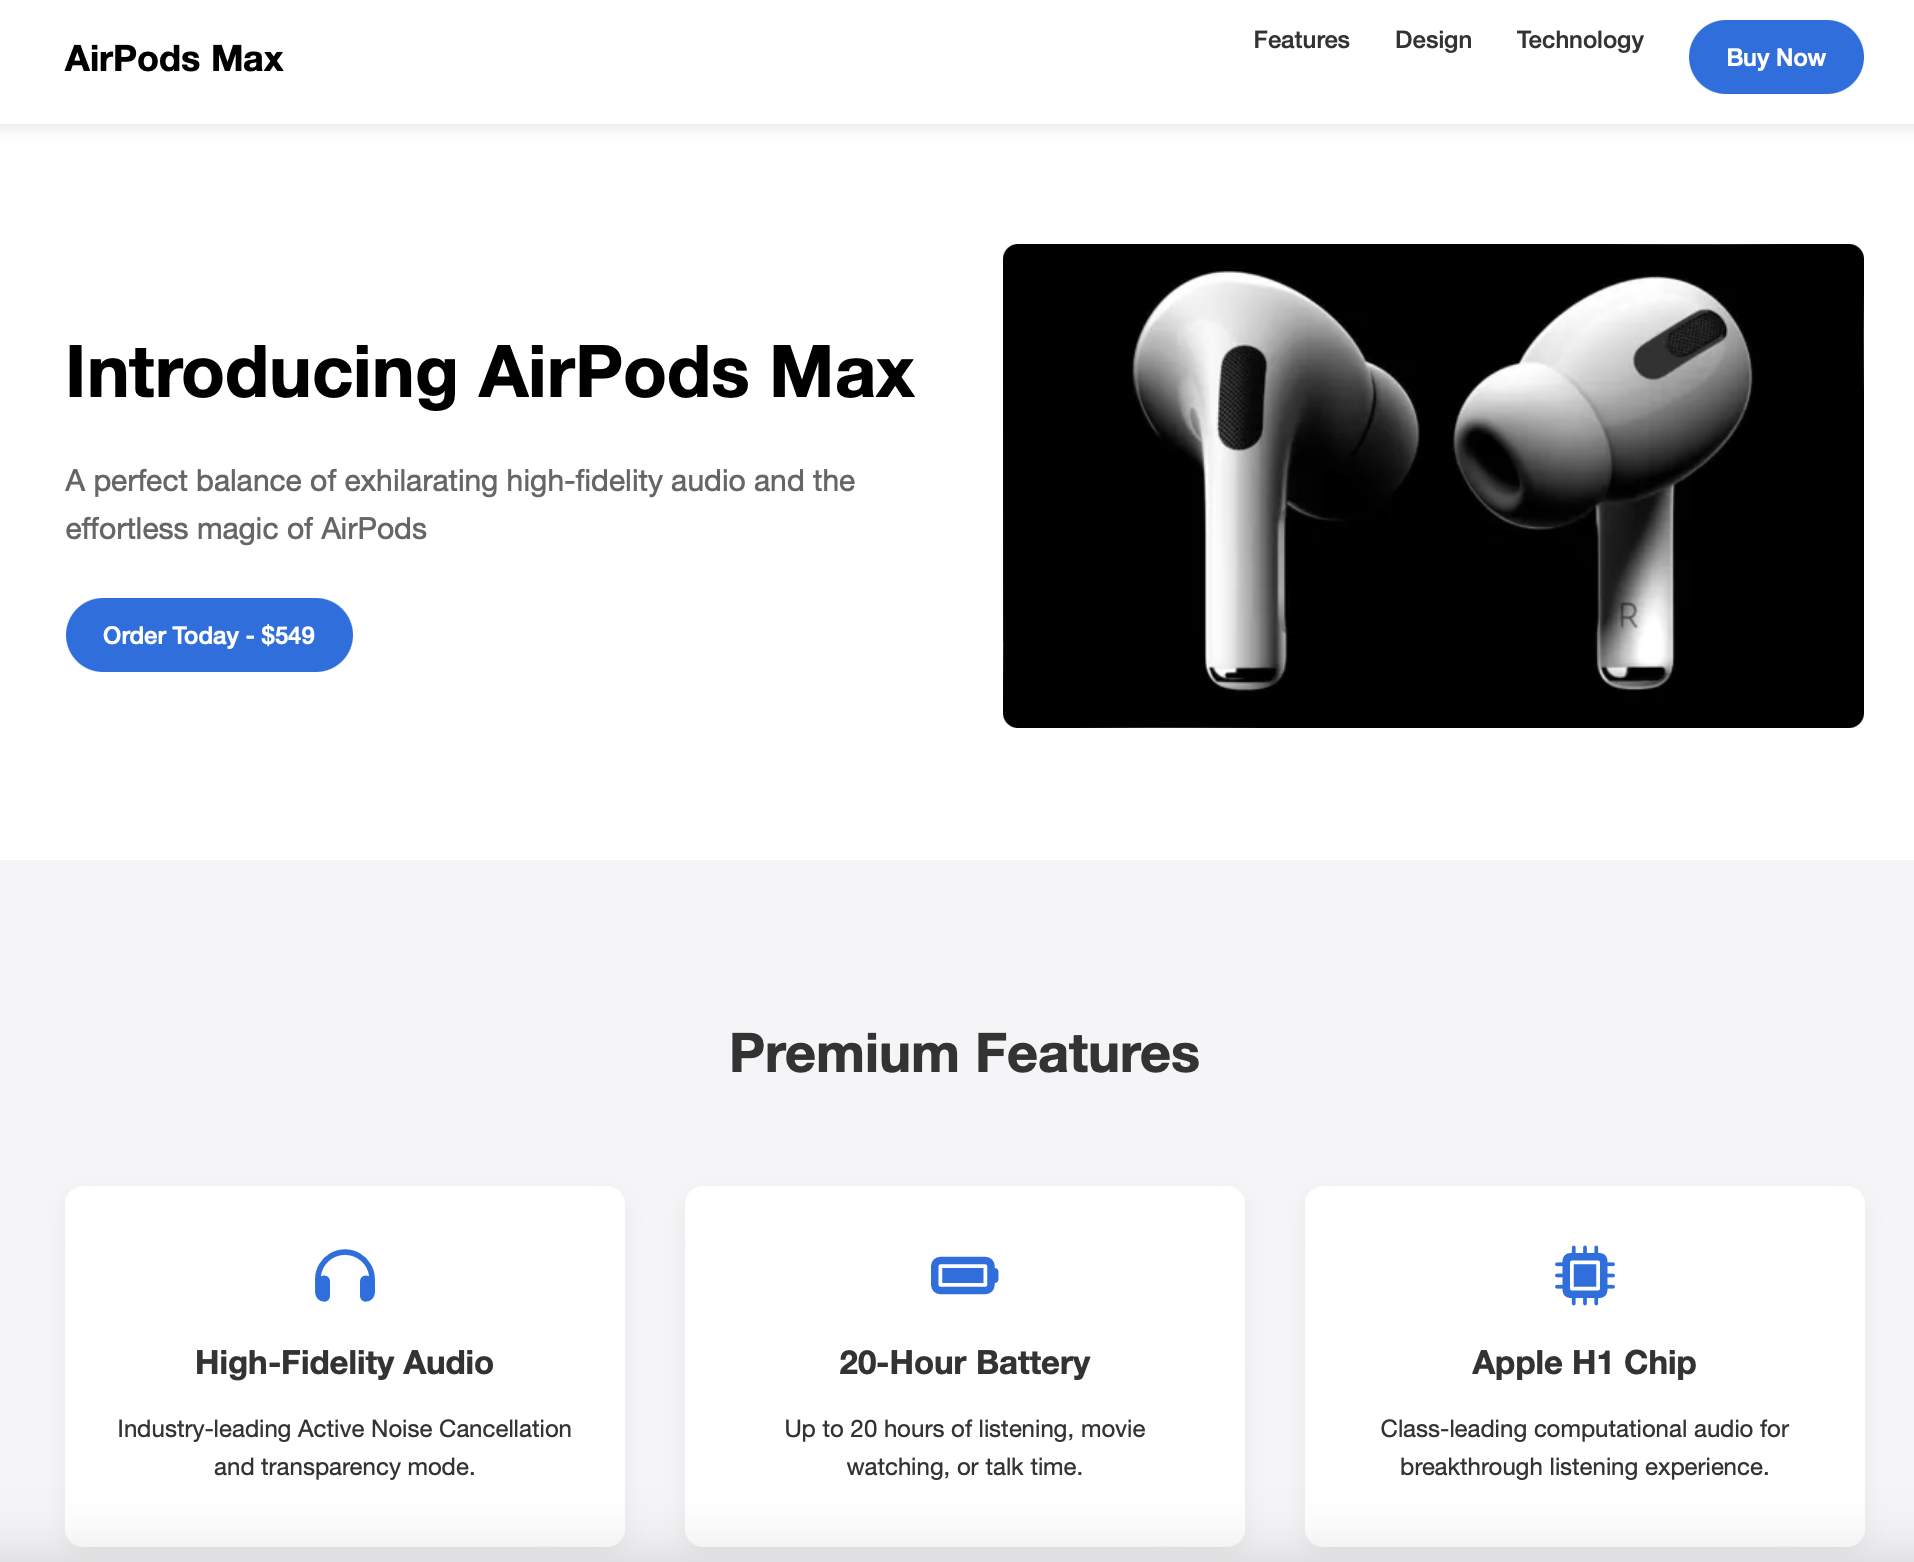 AirPods Max
Features
Design
Technology
Buy Now
Introducing AirPods Max
A perfect balance of exhilarating high-fidelity audio and the
effortless magic of AirPods
Order Today - $549
R
Premium Features
High-Fidelity Audio
Industry-leading Active Noise Cancellation
and transparency mode.
20-Hour Battery
Up to 20 hours of listening, movie
watching, or talk time.
Apple H1 Chip
Class-leading computational audio for
breakthrough listening experience.